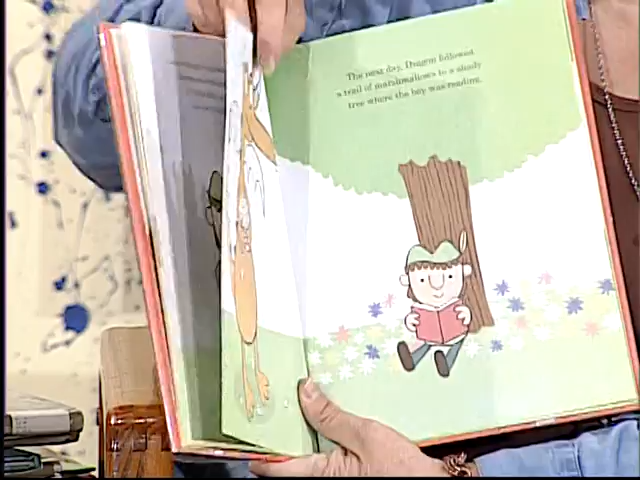 The next day, Dragon followed
a trail of marshmallows to a shady
tree where the boy was reading.